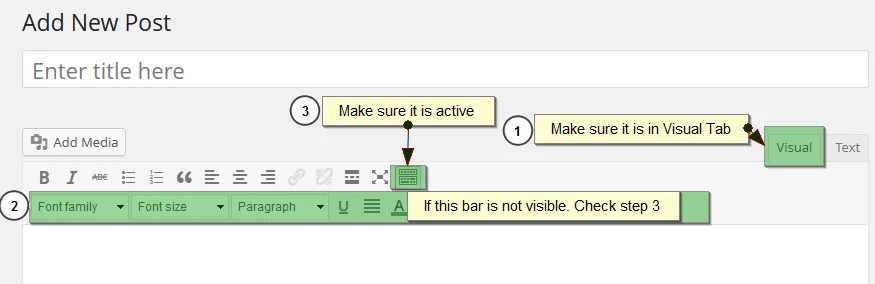 Add New Post
Enter title here
3 Make sure it is active
1 Make sure it is in Visual Tab
Add Media
Visual Text
B I ABC
2 Font family Font size Paragraph U A If this bar is not visible. Check step 3